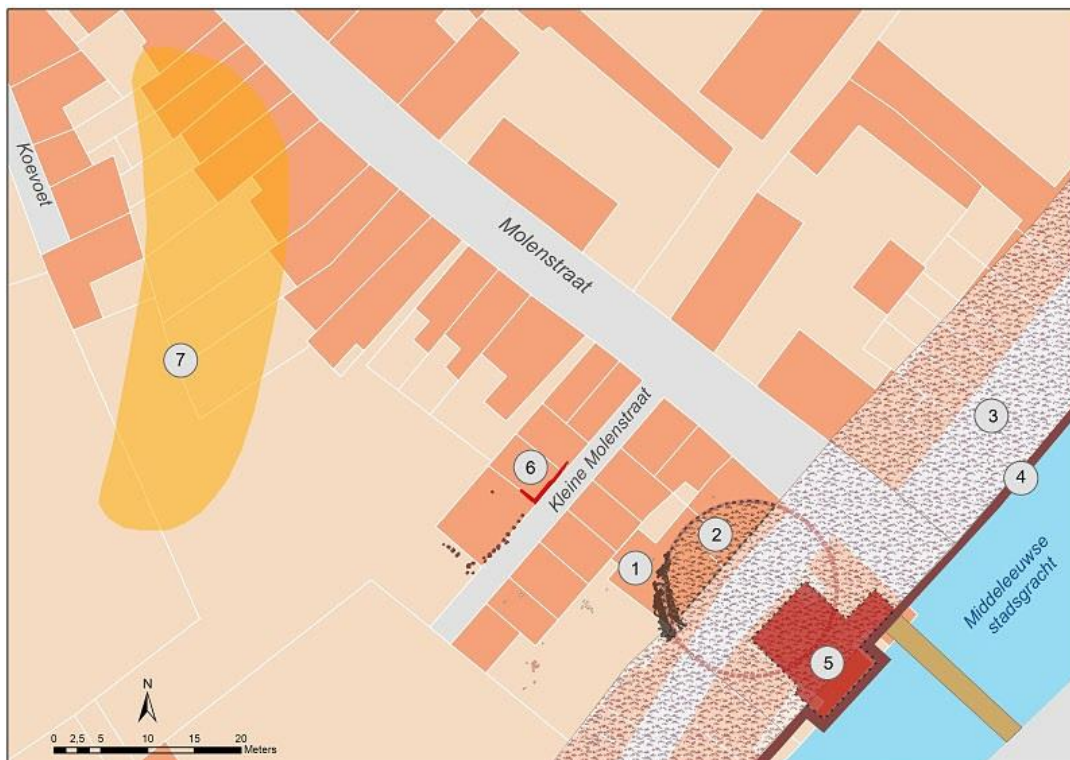 Koevoet
Molenstraat
7
3
6
Kleine Molenstraat
4
2
1
Middeleeuwse
stadsgracht
5
N
0 2,5 5 10 15 20
Meters